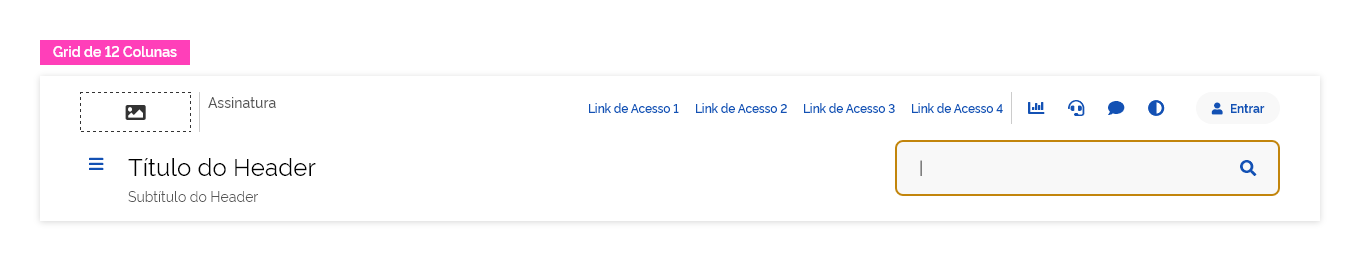 Grid de 12 Colunas
Assinatura
Link de Acesso 1 Link de Acesso 2 Link de Acesso 3 Link de Acesso 4
Entrar
Título do Header
Subtítulo do Header